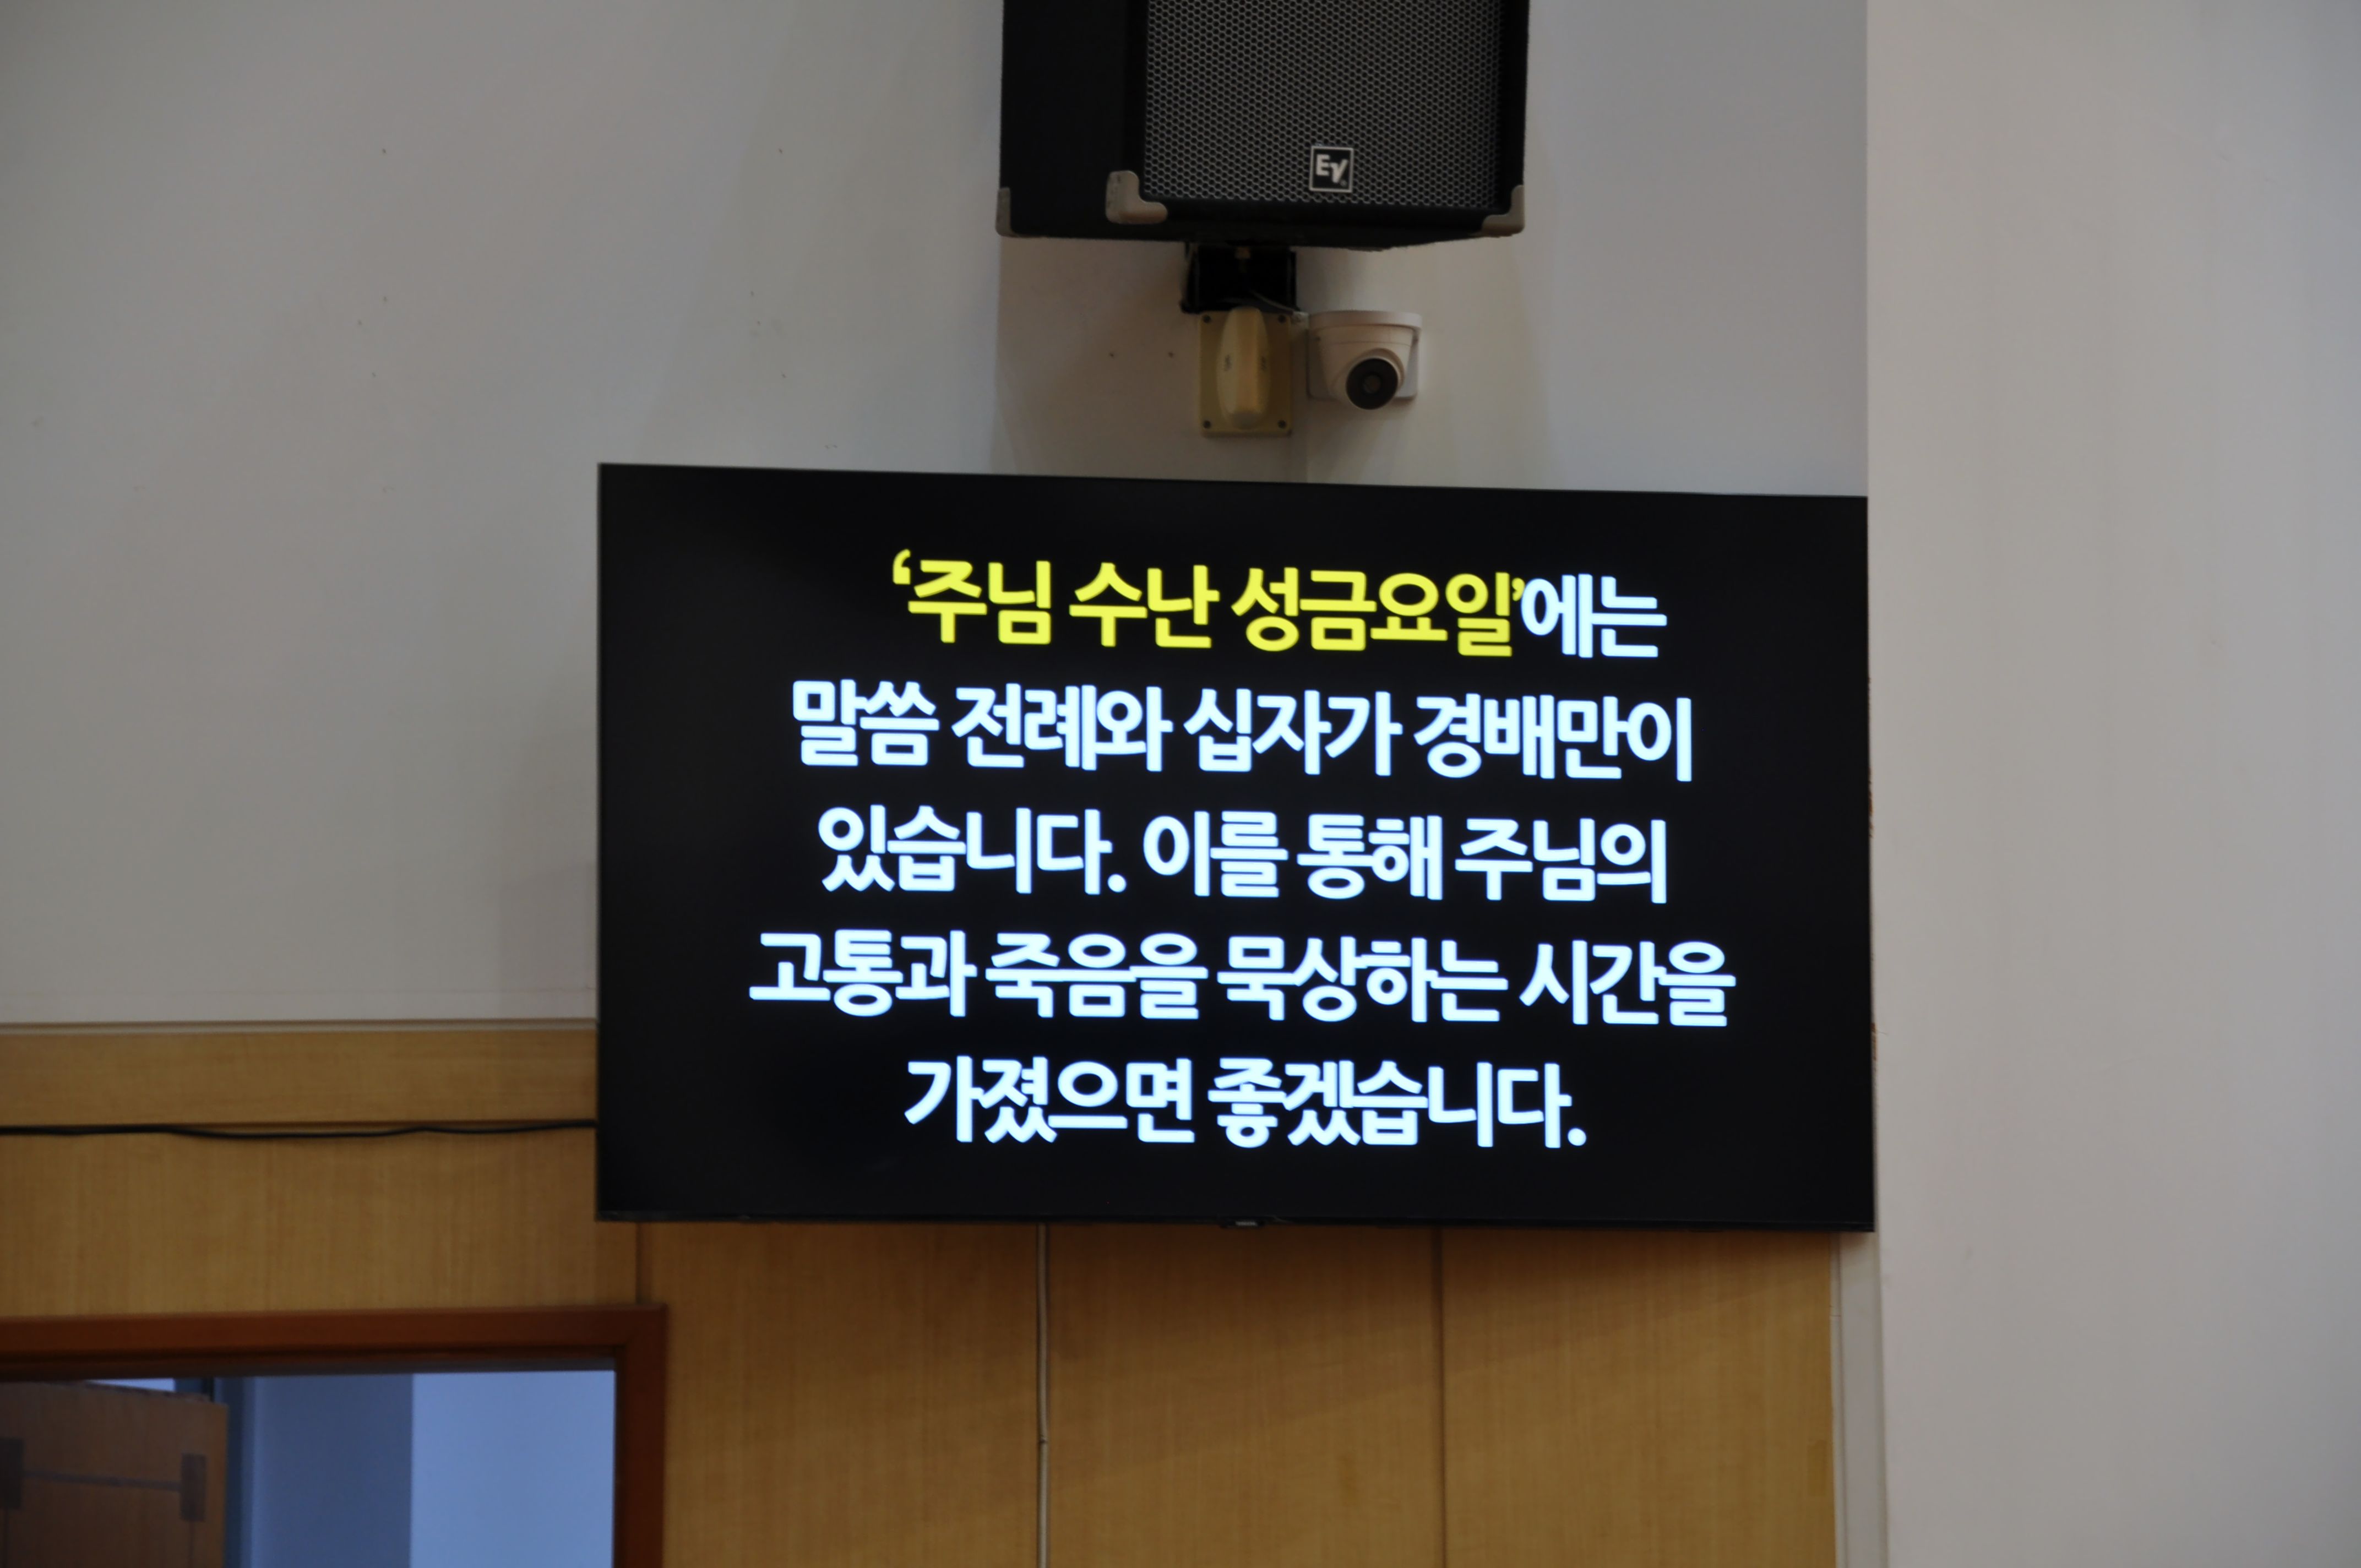 EV
‘주님 수난 성금요일’에는
말씀 전례와 십자가 경배만이
있습니다. 이를 통해 주님의
고통과 죽음을 묵상하는 시간을
가졌으면 좋겠습니다.